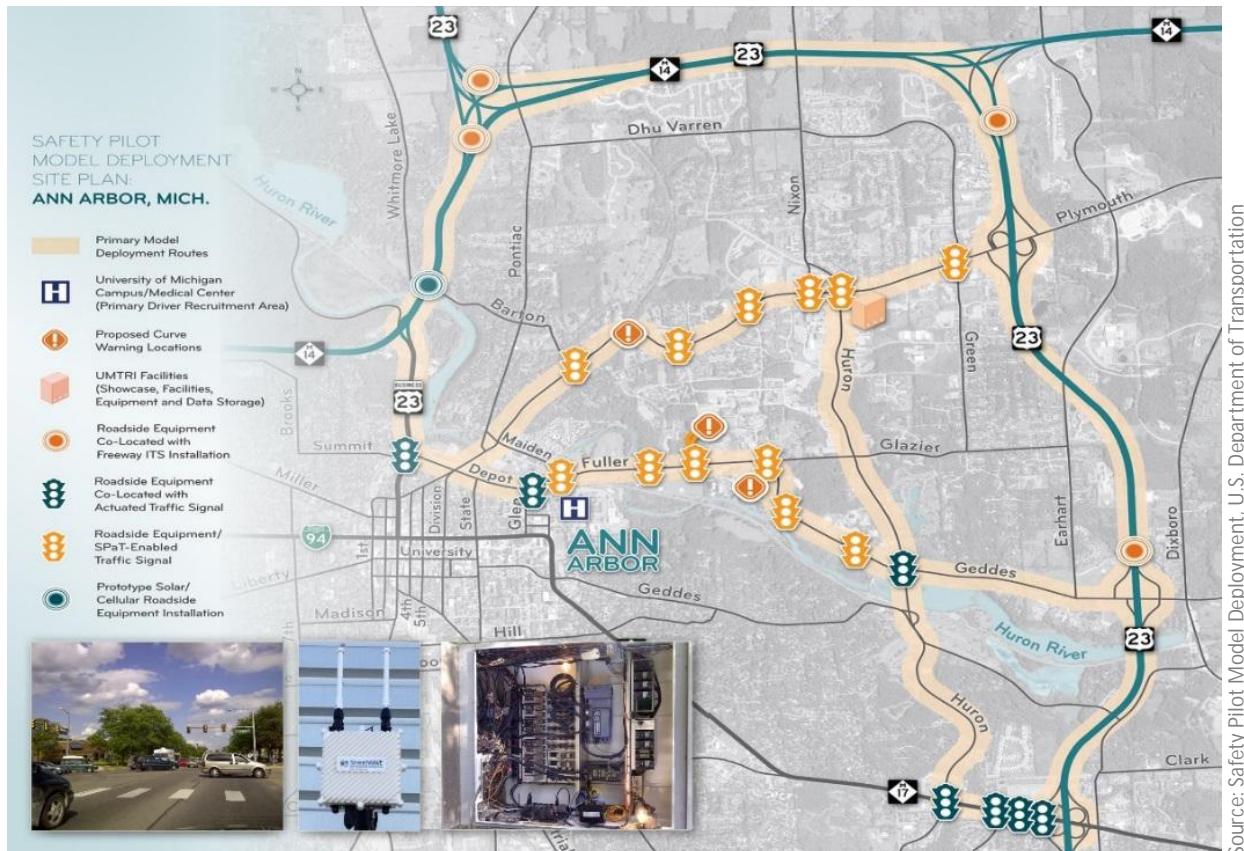 SAFETY PILOT
MODEL DEPLOYMENT
SITE PLAN:
ANN ARBOR, MICH.
Primary Model
Deployment Routes
H
University of Michigan
Campus/Medical Center
(Primary Driver Recruitment Area)
Proposed Curve
Warning Locations
UMTRI Facilities
(Showcase, Facilities,
Equipment and Data Storage)
Roadside Equipment
Co-Located with
Freeway ITS Installation
Roadside Equipment
Co-Located with
Actuated Traffic Signal
Roadside Equipment/
SPaT-Enabled
Traffic Signal
Prototype Solar/
Cellular Roadside
Equipment Installation
N
W
E
S
23
M
14
23
M
14
Whitmore Lake
Huron River
Dhu Varren
Pontiac
Nixon
Plymouth
Barton
M
14
BUSINESS
23
Huron
Green
23
Brooks
Summit
Miller
Maiden
Depot
Fuller
Glazier
Division
State
Glen
H
ANN
ARBOR
94
1st
University
Liberty
Madison
4th
5th
7th
Hill
Geddes
Geddes
Earhart
Dixboro
Huron River
23
Huron
Clark
M
17
Source: Safety Pilot Model Deployment, U.S. Department of Transportation